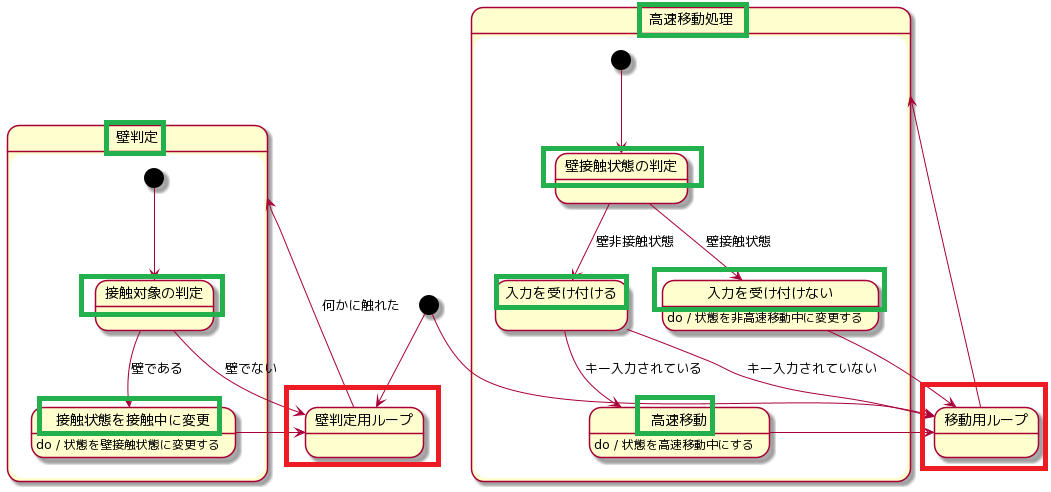 高速移動処理
壁判定
壁接触状態の判定
壁非接触状態
壁接触状態
接触対象の判定
何かに触れた
入力を受け付ける
入力を受け付けない
do / 状態を非高速移動中に変更する
壁である
壁でない
キー入力されている
キー入力されていない
接触状態を接触中に変更
do / 状態を壁接触状態に変更する
壁判定用ループ
高速移動
do / 状態を高速移動中にする
移動用ループ